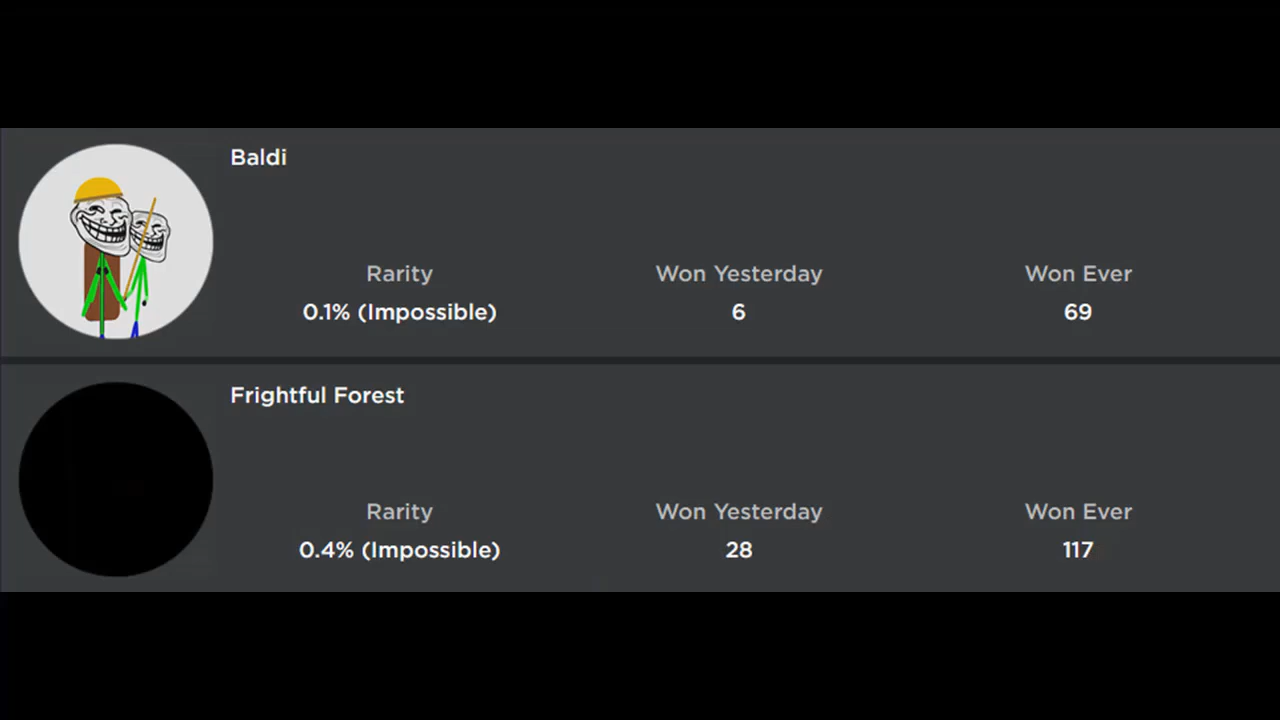 Baldi
Rarity Won Yesterday Won Ever
0.1% (Impossible) 6 69
Frightful Forest
Rarity Won Yesterday Won Ever
0.4% (Impossible) 28 117